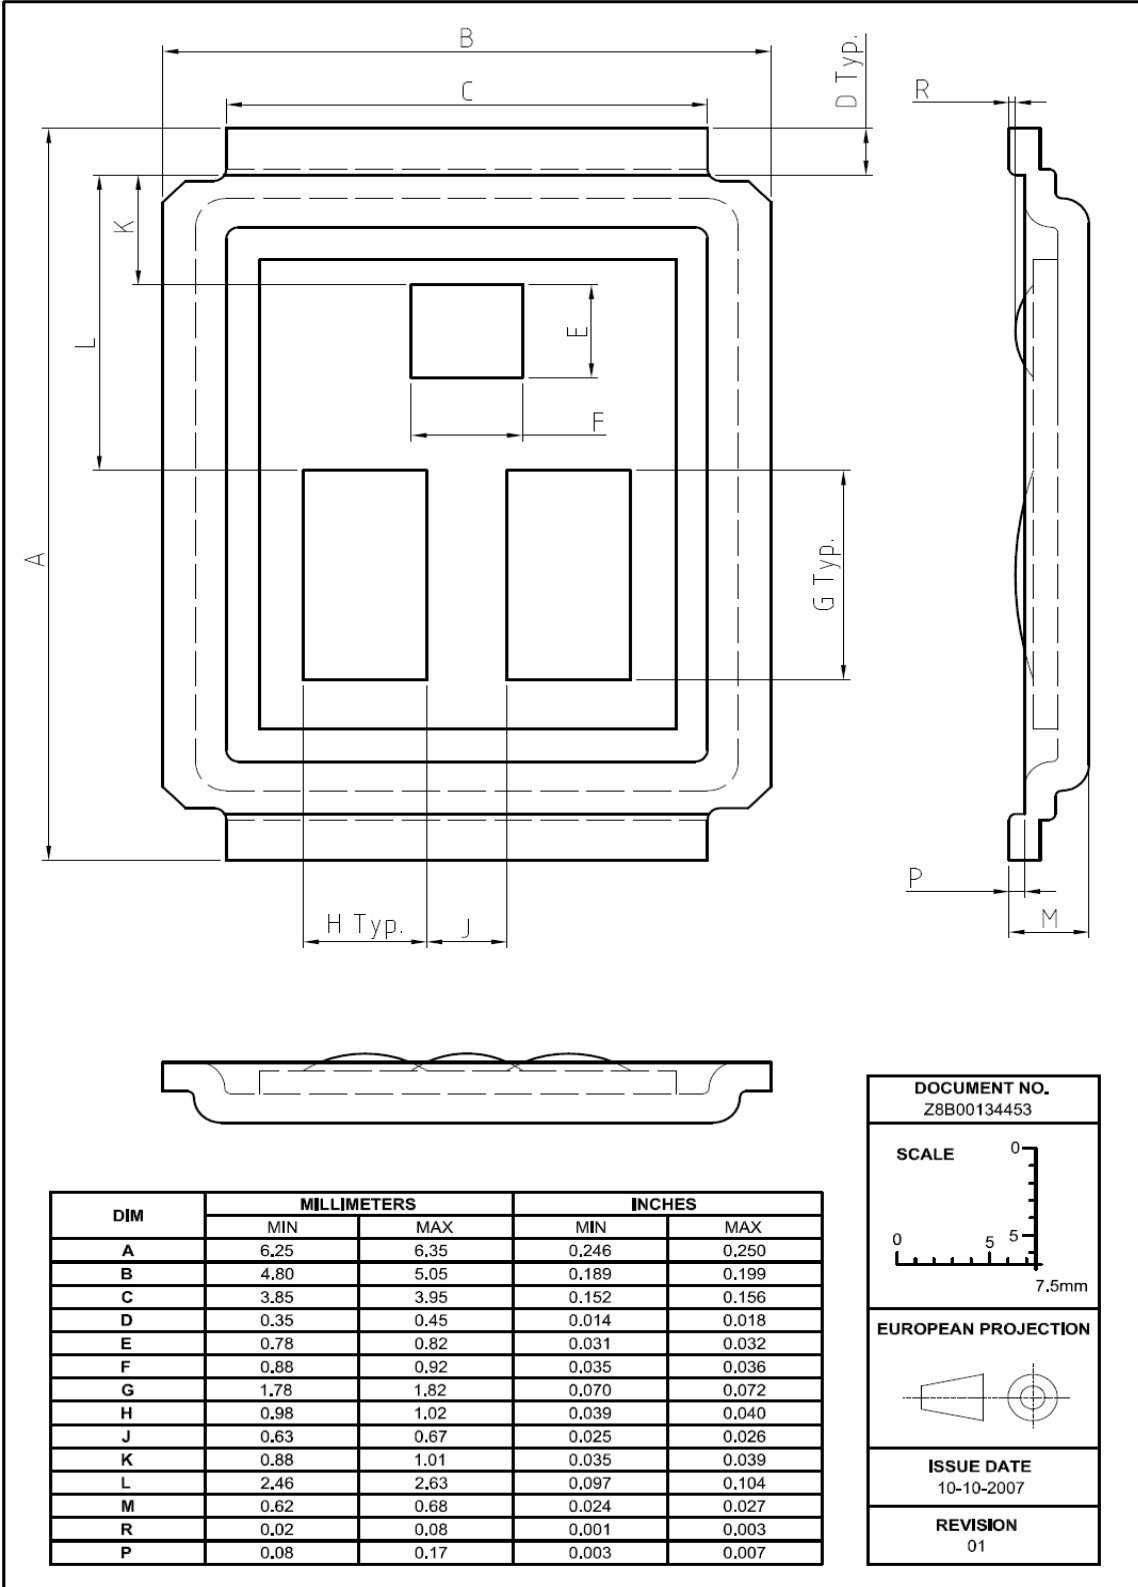 B
C
D Typ.
R
K
L
E
F
A
G Typ.
H Typ.
J
P
M
DOCUMENT NO.
Z8B00134453
SCALE
0
0
5
5
7.5mm
EUROPEAN PROJECTION
ISSUE DATE
10-10-2007
REVISION
01
DIM MILLIMETERS INCHES
MIN MAX MIN MAX
A 6.25 6.35 0.246 0.250
B 4.80 5.05 0.189 0.199
C 3.85 3.95 0.152 0.156
D 0.35 0.45 0.014 0.018
E 0.78 0.82 0.031 0.032
F 0.88 0.92 0.035 0.036
G 1.78 1.82 0.070 0.072
H 0.98 1.02 0.039 0.040
J 0.63 0.67 0.025 0.026
K 0.88 1.01 0.035 0.039
L 2.46 2.63 0.097 0.104
M 0.62 0.68 0.024 0.027
R 0.02 0.08 0.001 0.003
P 0.08 0.17 0.003 0.007